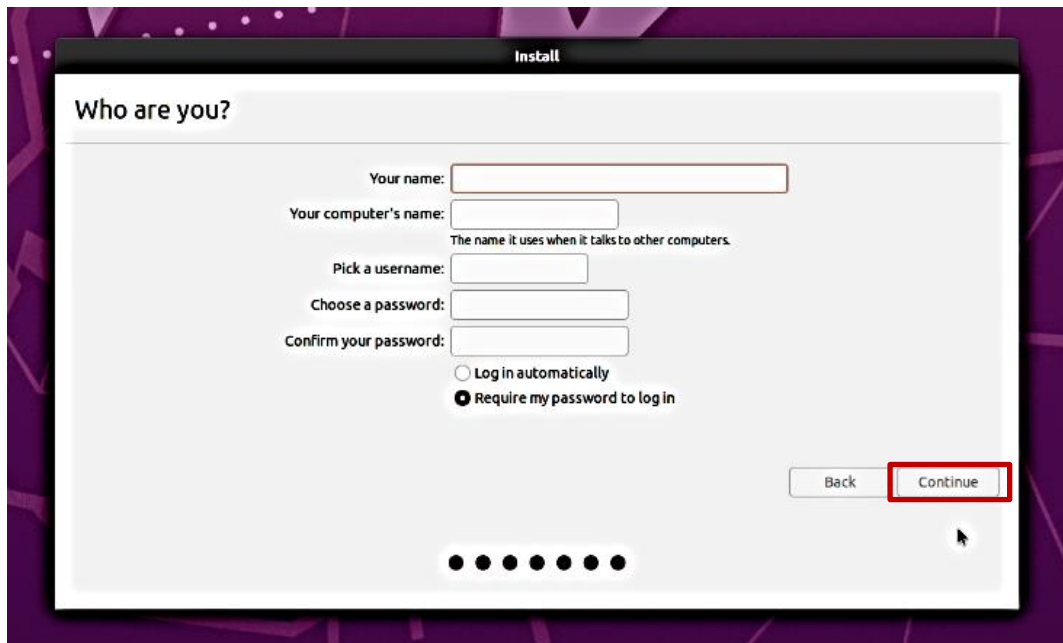 Install
Who are you?
Your name:
Your computer's name:
The name it uses when it talks to other computers.
Pick a username:
Choose a password:
Confirm your password:
Log in automatically
Require my password to log in
Back Continue